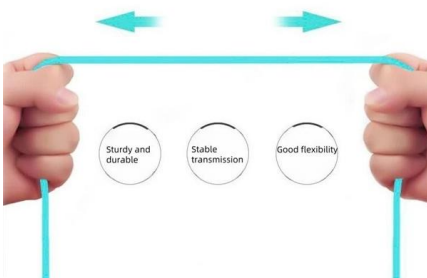 Sturdy and
durable
Stable
transmission
Good flexibility